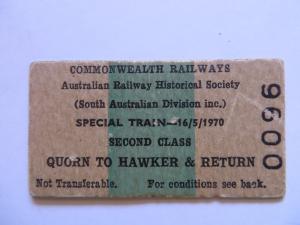 COMMONWEALTH RAILWAYS
Australian Railway Historical Society
(South Australian Division inc.)
SPECIAL TRAIN—16/5/1970
SECOND CLASS
QUORN TO HAWKER & RETURN
Not Transferable. For conditions see back.
0096